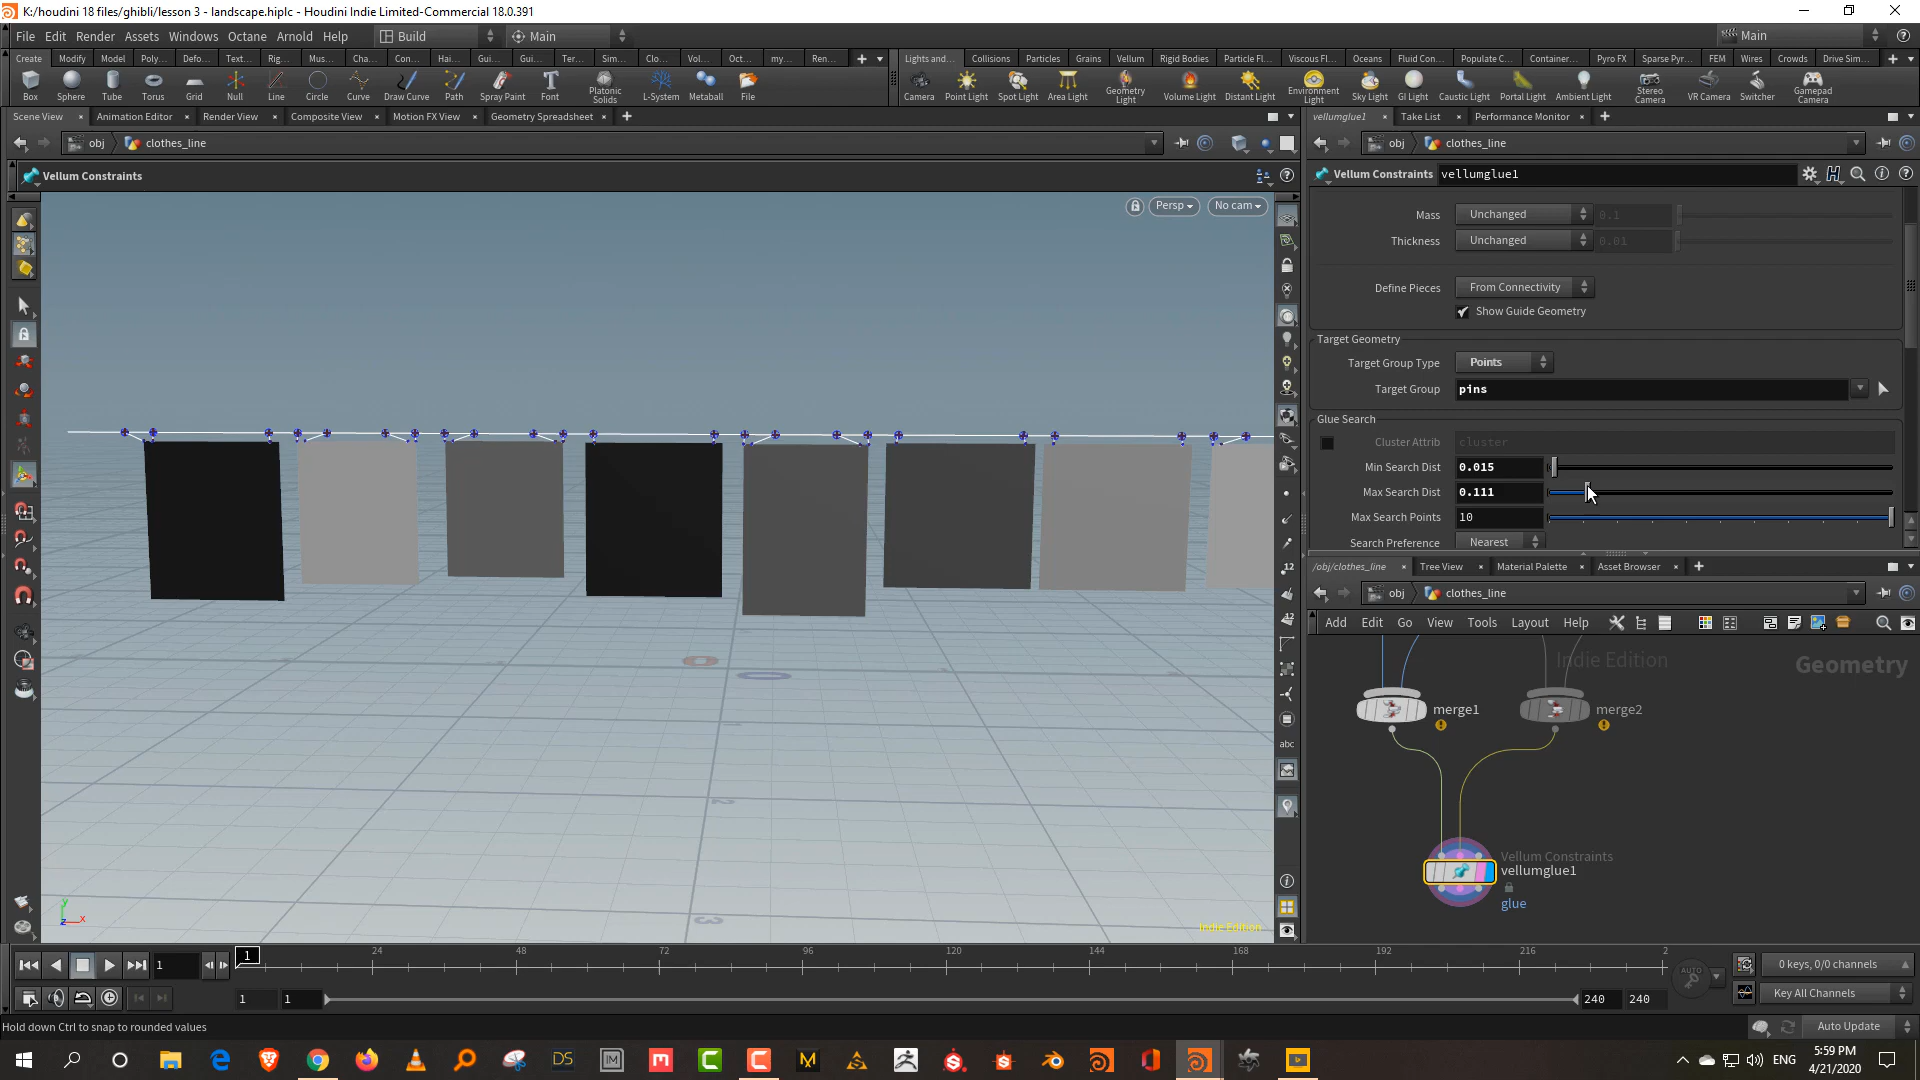 K:/houdini 18 files/ghibli/lesson 3 - landscape.hiplc - Houdini Indie Limited-Commercial 18.0.391
File Edit Render Assets Windows Octane Arnold Help Build Main Main
Create Modify Model Poly... Defo... Text... Rig... Mus... Cha... Con... Hai... Gui... Gui... Ter... Sim... Clo... Vol... Oct... my... Ren...
Lights and... Collisions Particles Grains Vellum Rigid Bodies Particle Fl... Viscous Fl... Oceans Fluid Con... Populate C... Container... Pyro FX Sparse Pyr... FEM Wires Crowds Drive Sim...
Box Sphere Tube Torus Grid Null Line Circle Curve Draw Curve Path Spray Paint Font Platonic Solids L-System Metaball File
Camera Point Light Spot Light Area Light Geometry Light Volume Light Distant Light Environment Light Sky Light GI Light Caustic Light Portal Light Ambient Light Stereo Camera VR Camera Switcher Gamepad Camera
Scene View Animation Editor Render View Composite View Motion FX View Geometry Spreadsheet
vellumglue1 Take List Performance Monitor
obj clothes_line
obj clothes_line
Vellum Constraints
Vellum Constraints vellumglue1
Persp No cam
Mass Unchanged 0.1
Thickness Unchanged 0.01
Define Pieces From Connectivity
Show Guide Geometry
Target Geometry
Target Group Type Points
Target Group pins
Glue Search
Cluster Attrib cluster
Min Search Dist 0.015
Max Search Dist 0.111
Max Search Points 10
Search Preference Nearest
/obj/clothes_line Tree View Material Palette Asset Browser
obj clothes_line
Add Edit Go View Tools Layout Help
Indie Edition
Geometry
merge1 merge2
Vellum Constraints
vellumglue1
glue
abc
Indie Edition
1 1 24 48 72 96 120 144 168 192 216 2
1 1 240 240
0 keys, 0/0 channels
Key All Channels
AUTO
Hold down Ctrl to snap to rounded values
Auto Update
ENG
5:59 PM
4/21/2020